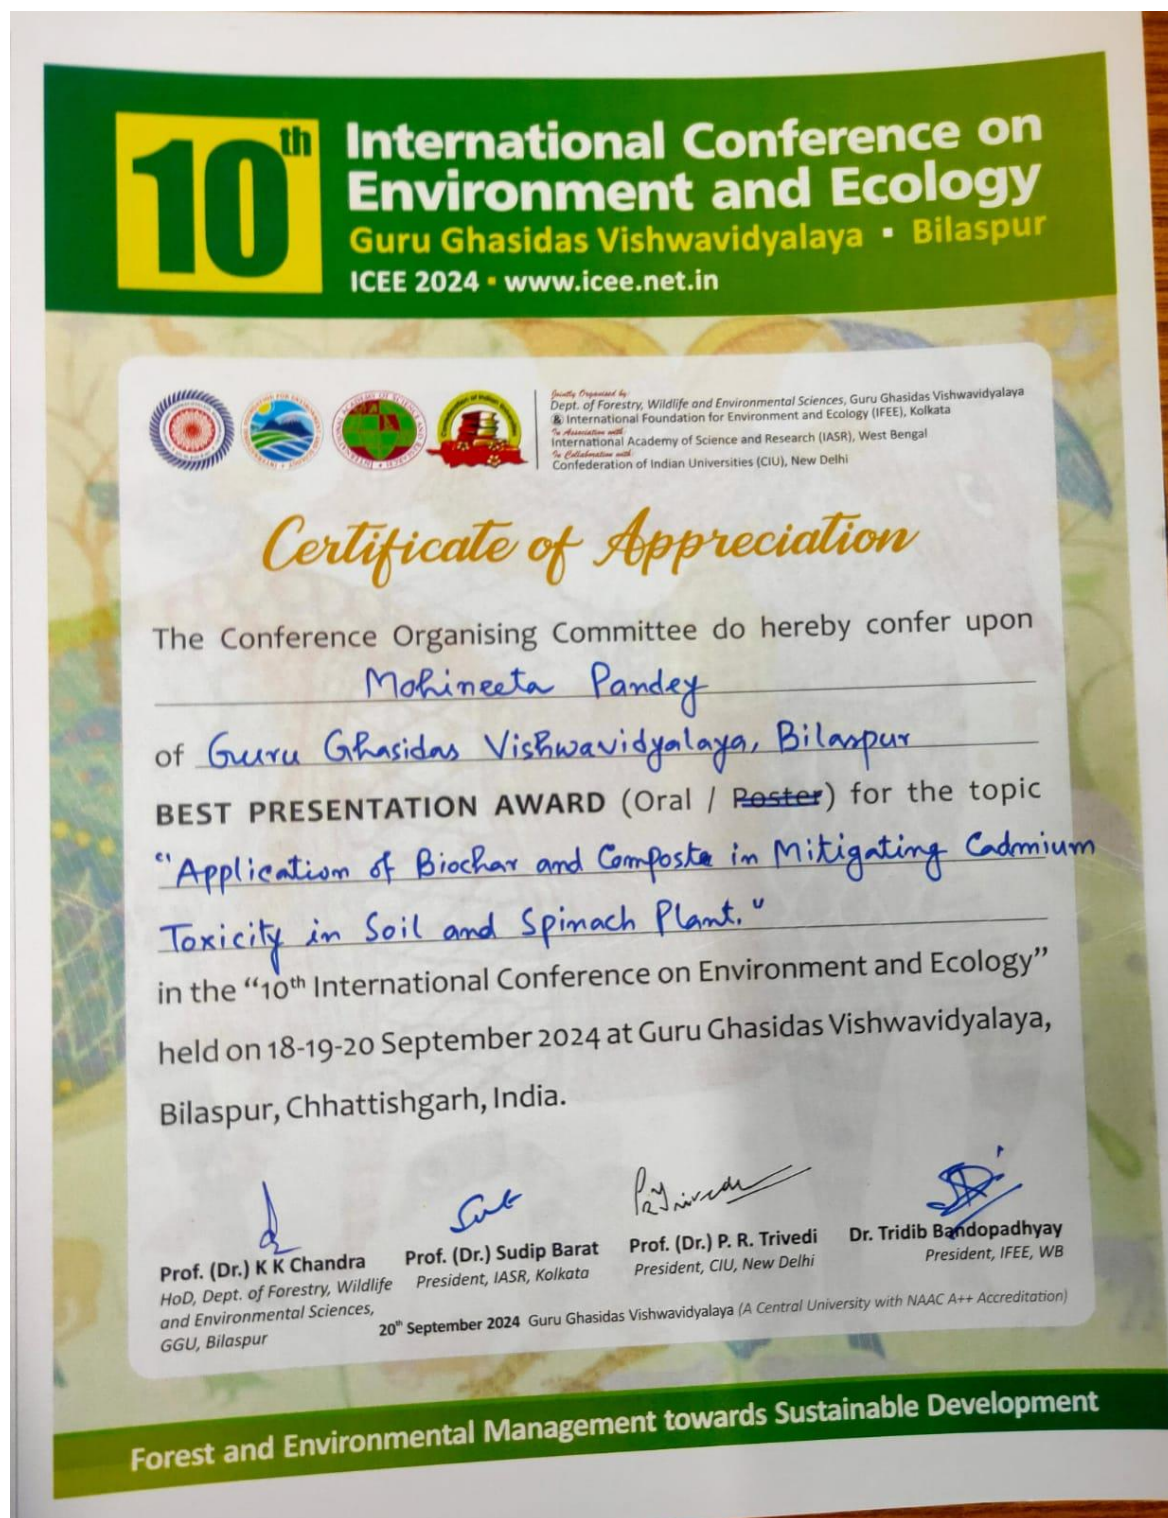 10th
International Conference on
Environment and Ecology
Guru Ghasidas Vishwavidyalaya ▪ Bilaspur
ICEE 2024 ▪ www.icee.net.in
Jointly Organised by:
Dept. of Forestry, Wildlife and Environmental Sciences, Guru Ghasidas Vishwavidyalaya
& International Foundation for Environment and Ecology (IFEE), Kolkata
In Association with:
International Academy of Science and Research (IASR), West Bengal
In Collaboration with:
Confederation of Indian Universities (CIU), New Delhi
Certificate of Appreciation
The Conference Organising Committee do hereby confer upon
Mohineeta Pandey
of Guru Ghasidas Vishwavidyalaya, Bilaspur
BEST PRESENTATION AWARD (Oral / Poster) for the topic
"Application of Biochar and Composte in Mitigating Cadmium
Toxicity in Soil and Spinach Plant."
in the “10th International Conference on Environment and Ecology”
held on 18-19-20 September 2024 at Guru Ghasidas Vishwavidyalaya,
Bilaspur, Chhattishgarh, India.
P R Trivedi
Prof. (Dr.) K K Chandra
HoD, Dept. of Forestry, Wildlife
and Environmental Sciences,
GGU, Bilaspur
Prof. (Dr.) Sudip Barat
President, IASR, Kolkata
Prof. (Dr.) P. R. Trivedi
President, CIU, New Delhi
Dr. Tridib Bandopadhyay
President, IFEE, WB
20th September 2024 Guru Ghasidas Vishwavidyalaya (A Central University with NAAC A++ Accreditation)
Forest and Environmental Management towards Sustainable Development